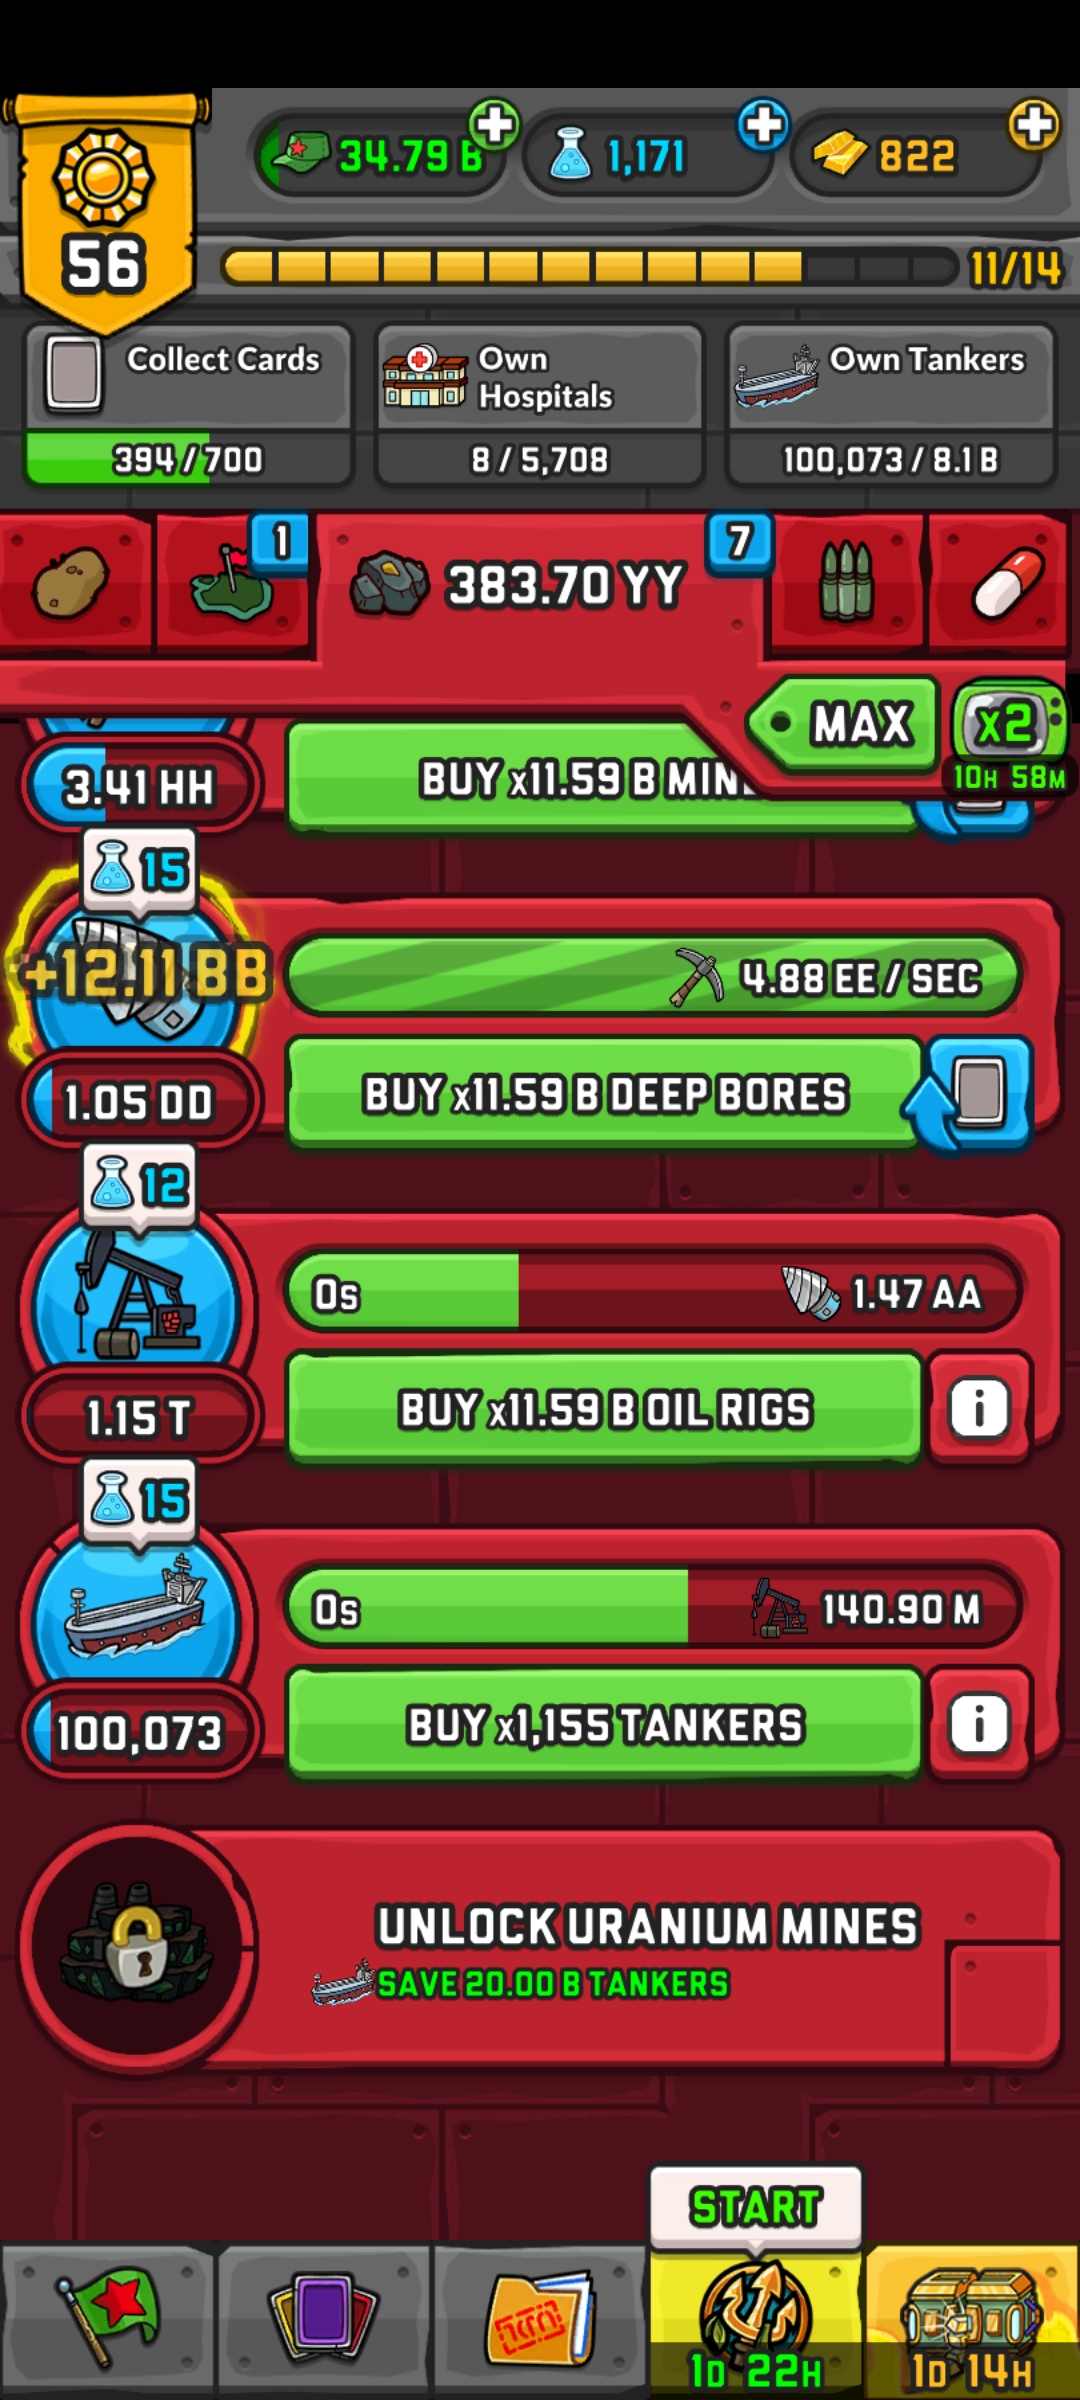 34.79 B
1,171
822
56
11/14
Collect Cards
394/700
Own
Hospitals
8/5,708
Own Tankers
100,073/8.1 B
1
383.70 YY
7
MAX
x2
10H 58M
3.41 HH
BUY x11.59 B MIN
15
+12.11 BB
4.88 EE/SEC
1.05 DD
BUY x11.59 B DEEP BORES
12
0s
1.47 AA
1.15 T
BUY x11.59 B OIL RIGS
i
15
0s
140.90 M
100,073
BUY x1,155 TANKERS
i
UNLOCK URANIUM MINES
SAVE 20.00 B TANKERS
START
1D 22H
1D 14H